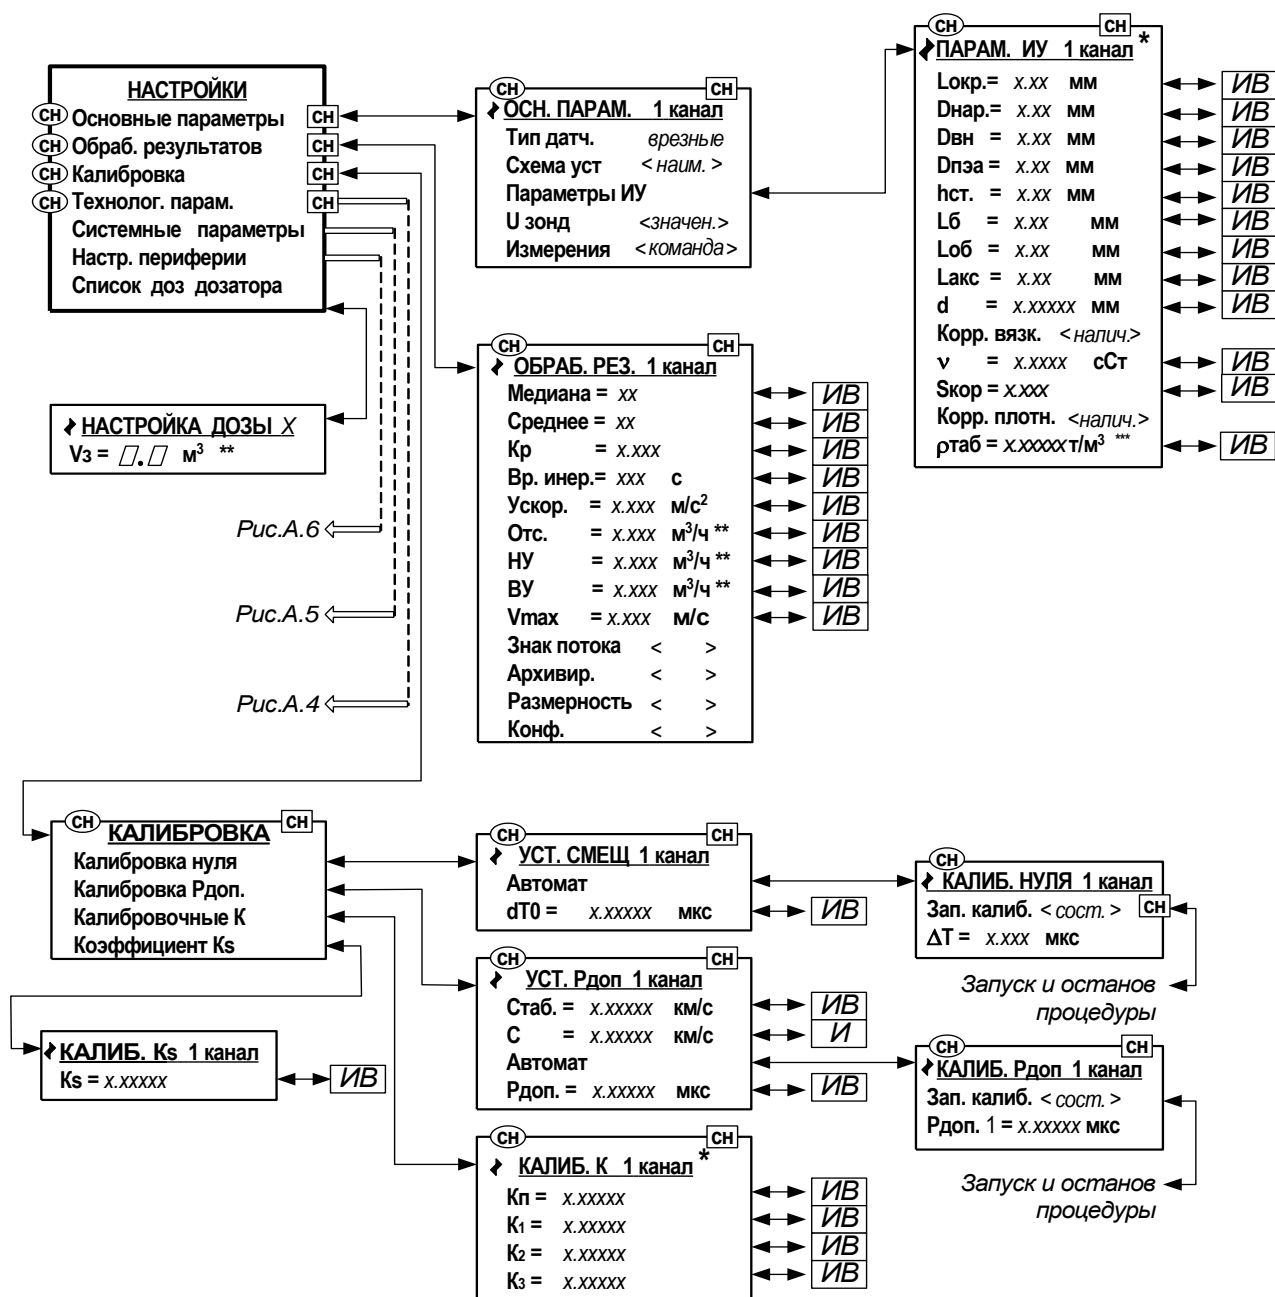 НАСТРОЙКИ
СН Основные параметры СН
СН Обраб. результатов СН
СН Калибровка СН
СН Технолог. парам. СН
Системные параметры
Настр. периферии
Список доз дозатора
НАСТРОЙКА ДОЗЫ X
Vз = 0.0 м³ **
Рис.А.6
Рис.А.5
Рис.А.4
СН СН
ОСН. ПАРАМ. 1 канал
Тип датч. врезные
Схема уст < наим. >
Параметры ИУ
U зонд <значен.>
Измерения <команда>
СН СН
ПАРАМ. ИУ 1 канал *
Lокр.= x.xx мм ИВ
Dнар.= x.xx мм ИВ
Dвн = x.xx мм ИВ
Dпэа = x.xx мм ИВ
hст. = x.xx мм ИВ
Lб = x.xx мм ИВ
Lоб = x.xx мм ИВ
Lакс = x.xx мм ИВ
d = x.xxxxx мм ИВ
Корр. вязк. <налич.>
ν = x.xxxx сСт ИВ
Sкор = x.xxx ИВ
Корр. плотн. <налич.>
ρтаб = x.xxxxx т/м³ *** ИВ
СН СН
ОБРАБ. РЕЗ. 1 канал
Медиана = xx ИВ
Среднее = xx ИВ
Кр = x.xxx ИВ
Вр. инер.= xxx с ИВ
Ускор. = x.xxx м/с² ИВ
Отс. = x.xxx м³/ч ** ИВ
НУ = x.xxx м³/ч ** ИВ
ВУ = x.xxx м³/ч ** ИВ
Vmax = x.xxx м/с ИВ
Знак потока < >
Архивир. < >
Размерность < >
Конф. < >
СН СН
КАЛИБРОВКА
Калибровка нуля
Калибровка Рдоп.
Калибровочные К
Коэффициент Ks
КАЛИБ. Ks 1 канал
Ks = x.xxxxx ИВ
СН СН
УСТ. СМЕЩ 1 канал
Автомат
dT0 = x.xxxxx мкс ИВ
СН
КАЛИБ. НУЛЯ 1 канал
Зап. калиб. < сост. > СН
ΔT = x.xxx мкс
Запуск и останов
процедуры
СН СН
УСТ. Рдоп 1 канал
Cтаб. = x.xxxxx км/с ИВ
С = x.xxxxx км/с И
Автомат
Рдоп. = x.xxxxx мкс ИВ
СН СН
КАЛИБ. Рдоп 1 канал
Зап. калиб. < сост. >
Рдоп. 1 = x.xxxxx мкс
Запуск и останов
процедуры
СН СН
КАЛИБ. К 1 канал *
Кп = x.xxxxx ИВ
К1 = x.xxxxx ИВ
К2 = x.xxxxx ИВ
К3 = x.xxxxx ИВ